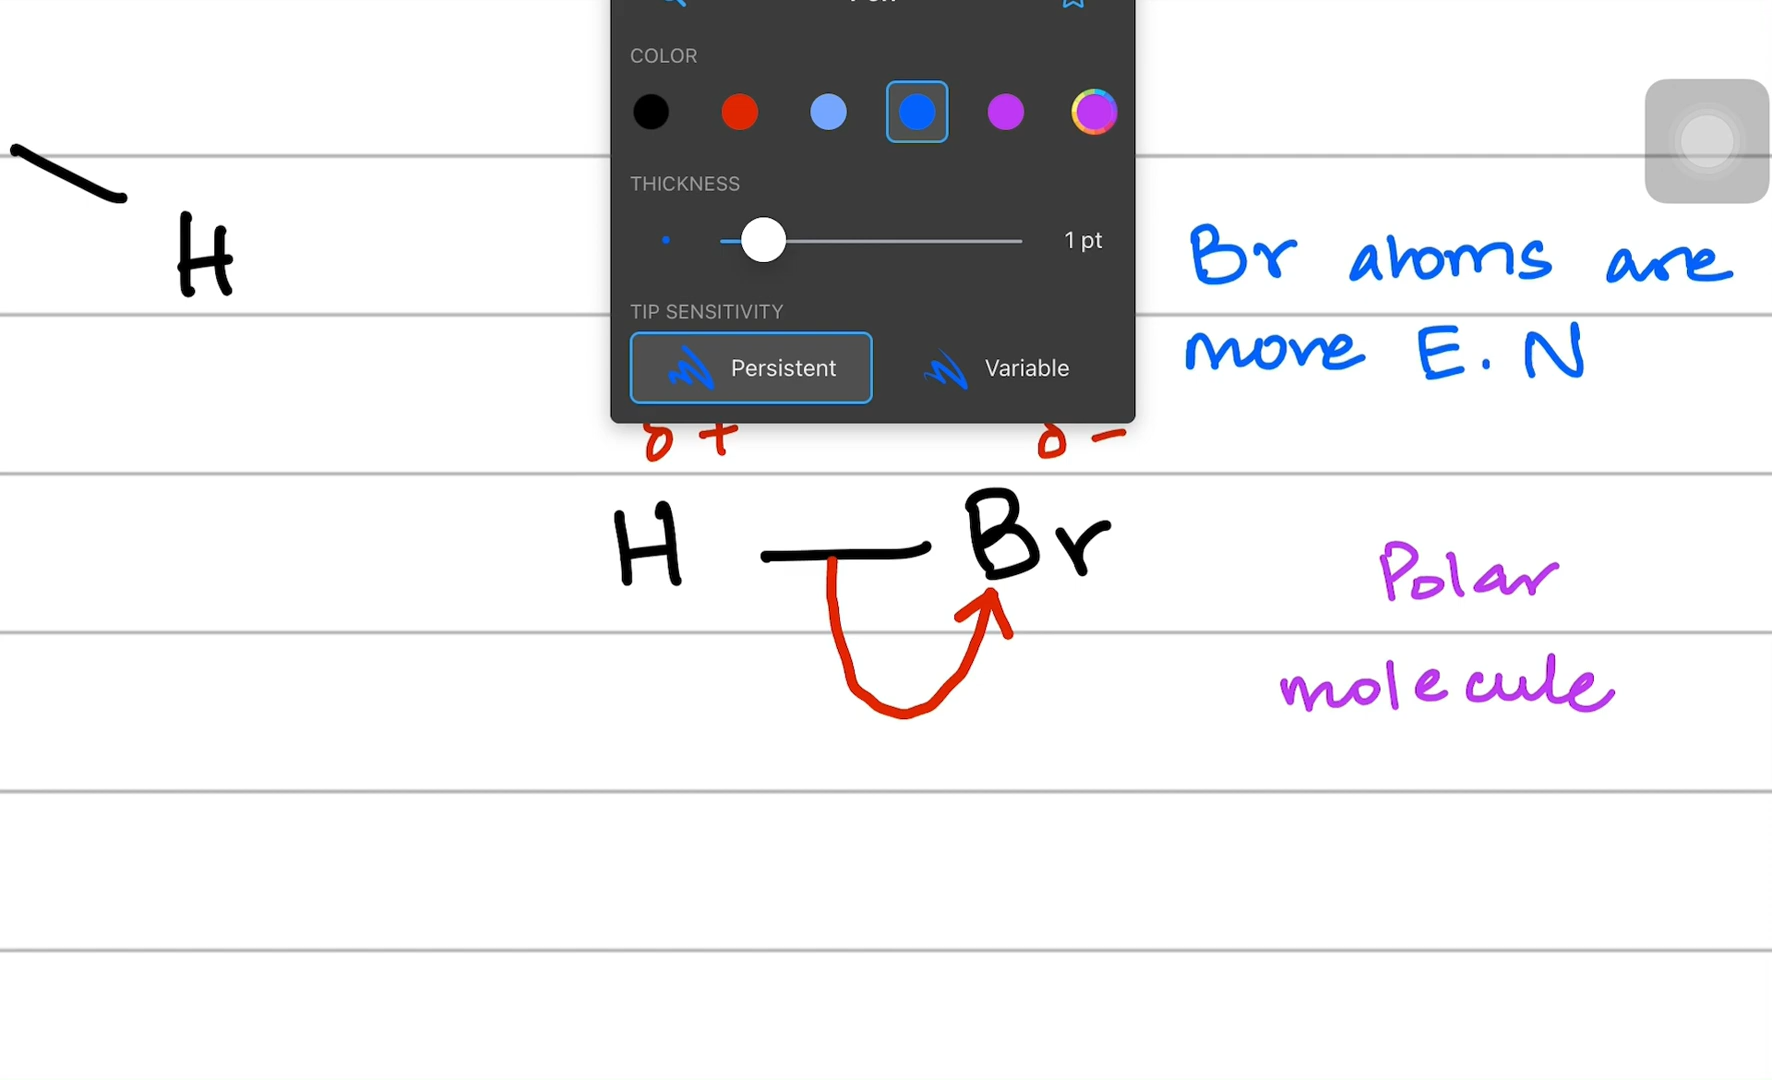 COLOR
THICKNESS
1 pt
TIP SENSITIVITY
Persistent
Variable
H
Br atoms are
more E.N
δ+ δ-
H — Br
Polar
molecule